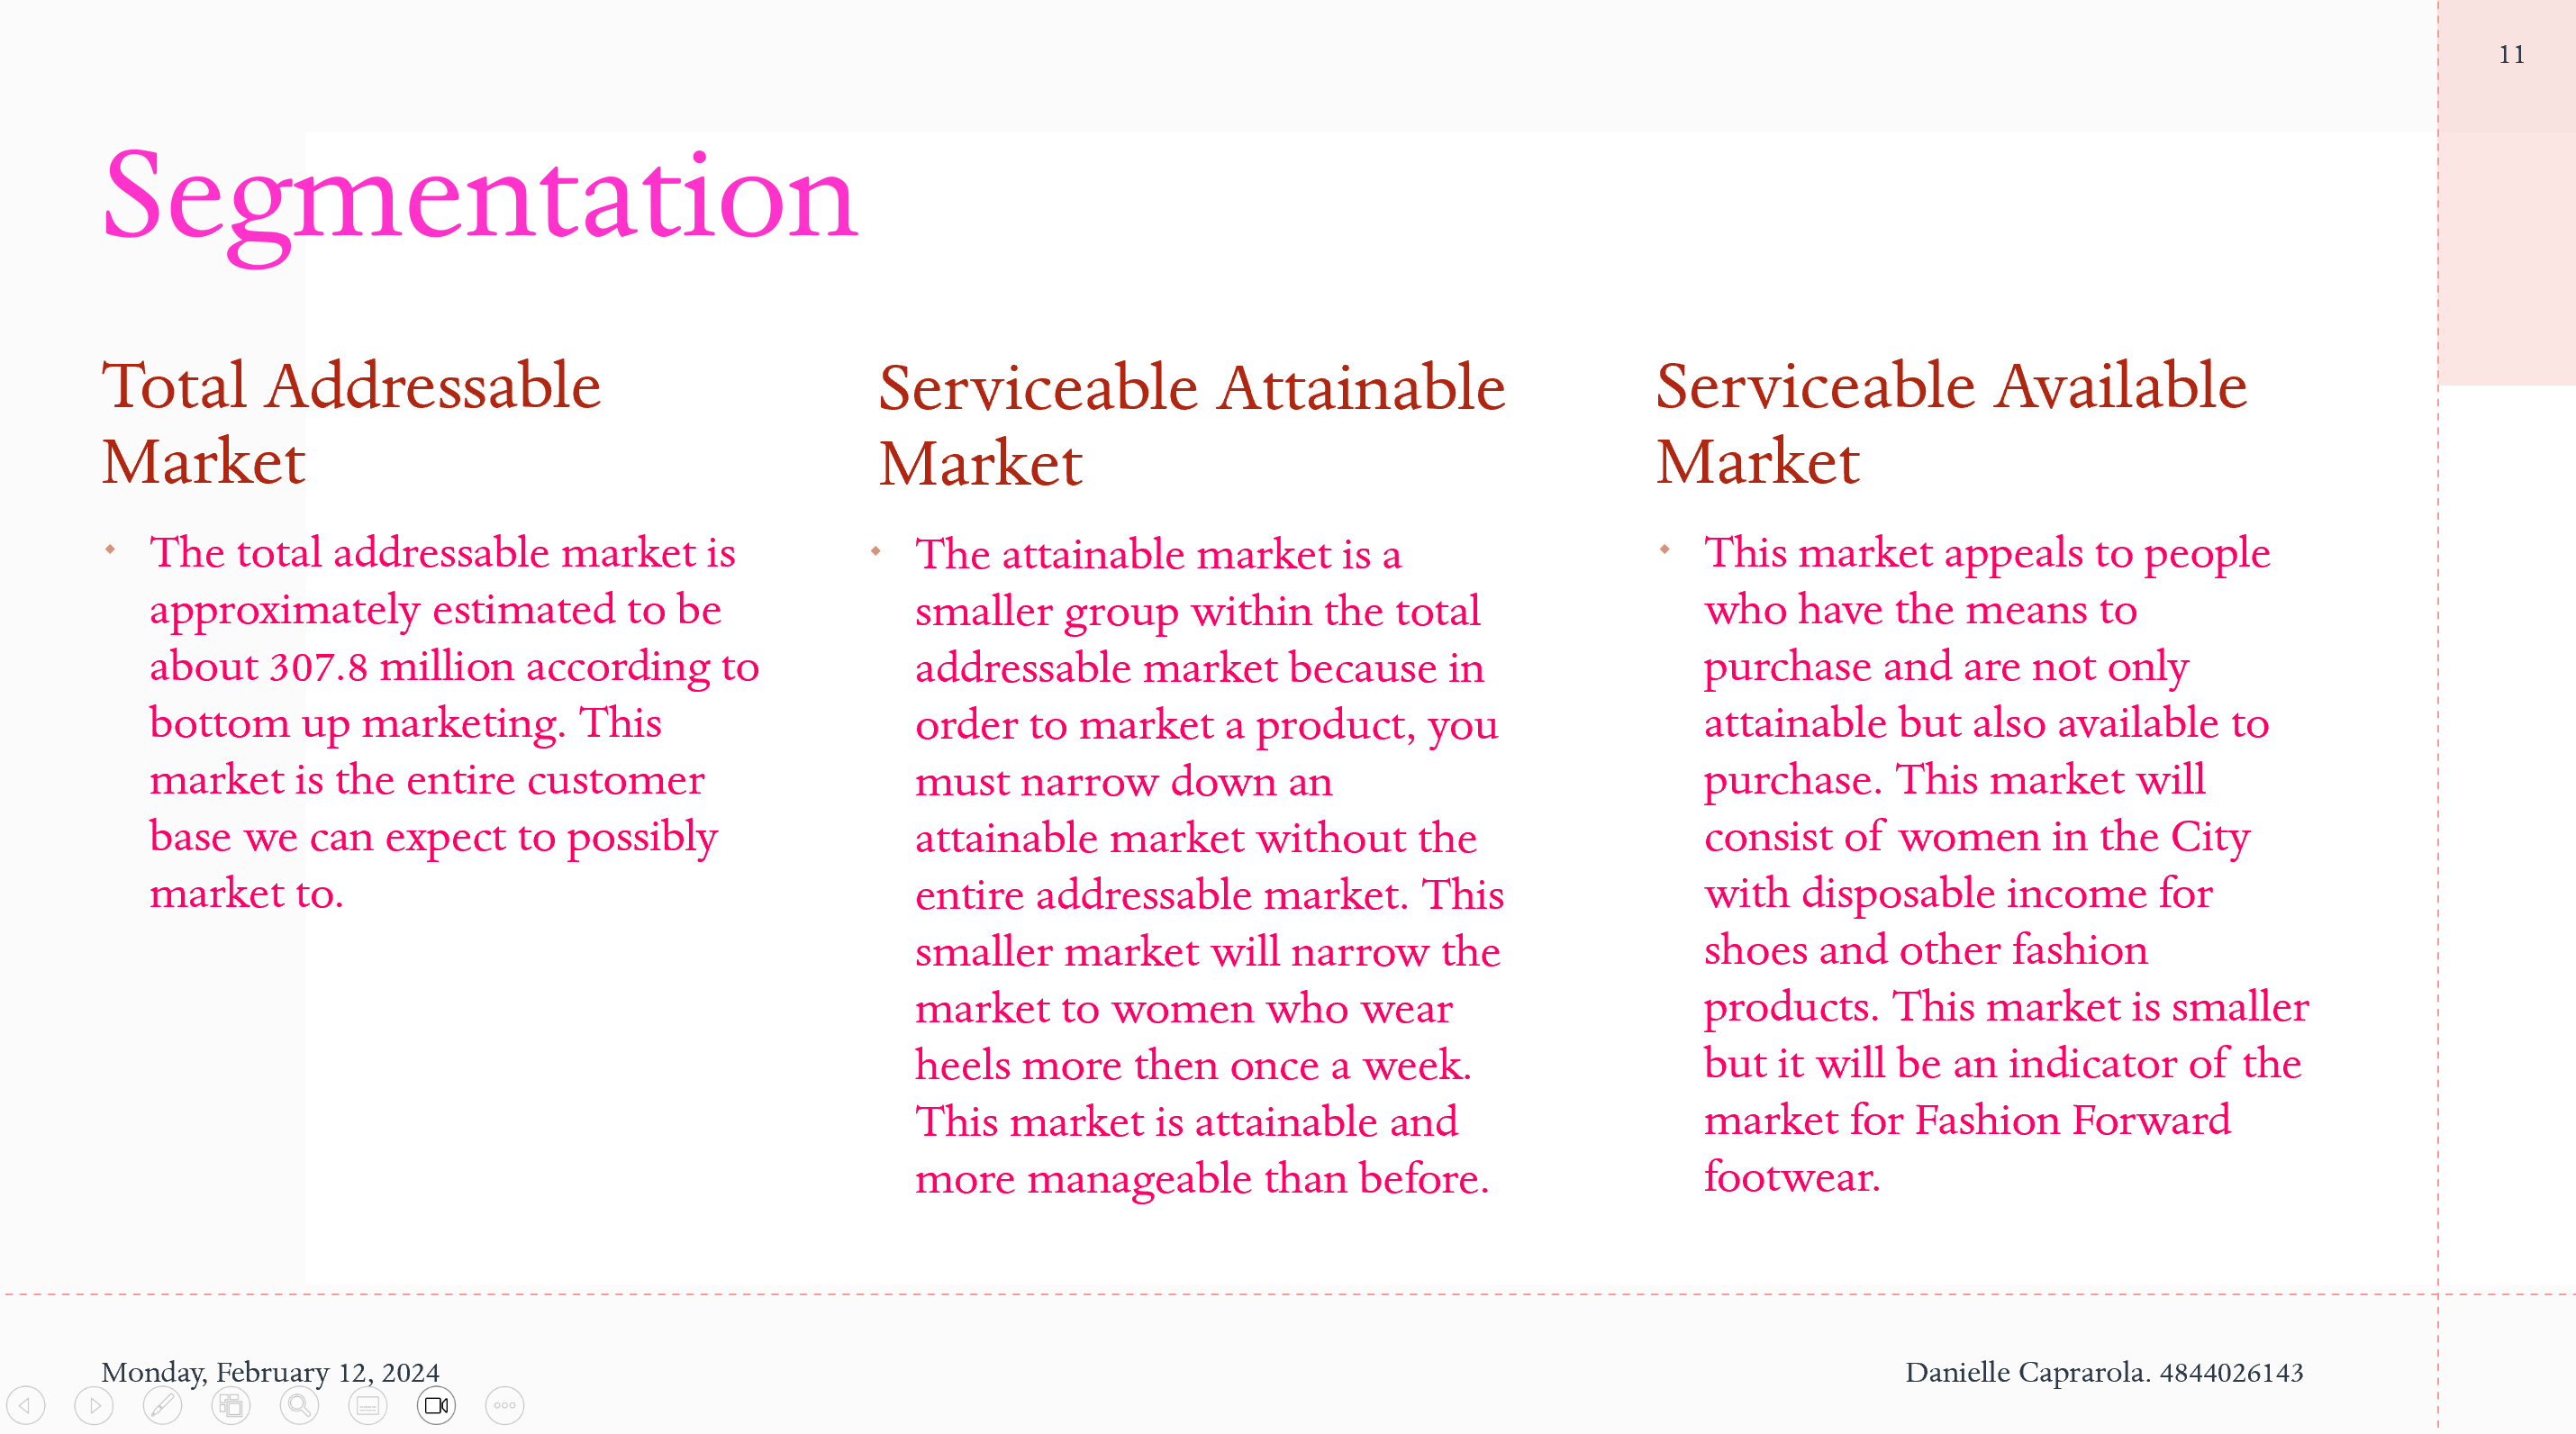 11
Segmentation
Total Addressable
Market
The total addressable market is
approximately estimated to be
about 307.8 million according to
bottom up marketing. This
market is the entire customer
base we can expect to possibly
market to.
Serviceable Attainable
Market
The attainable market is a
smaller group within the total
addressable market because in
order to market a product, you
must narrow down an
attainable market without the
entire addressable market. This
smaller market will narrow the
market to women who wear
heels more then once a week.
This market is attainable and
more manageable than before.
Serviceable Available
Market
This market appeals to people
who have the means to
purchase and are not only
attainable but also available to
purchase. This market will
consist of women in the City
with disposable income for
shoes and other fashion
products. This market is smaller
but it will be an indicator of the
market for Fashion Forward
footwear.
Monday, February 12, 2024
Danielle Caprarola. 4844026143